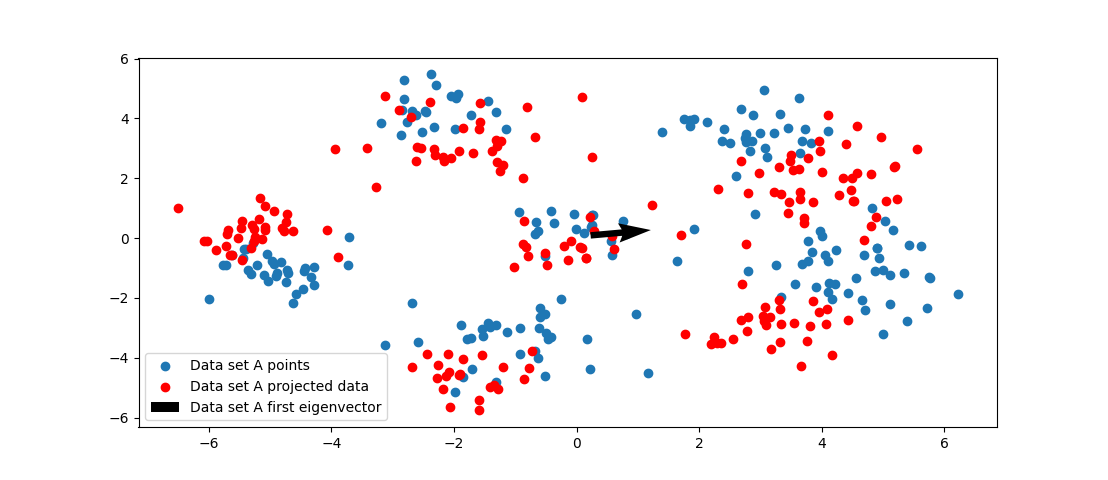 6
4
2
0
−2
−4
−6
Data set A points
Data set A projected data
Data set A first eigenvector
−6 −4 −2 0 2 4 6